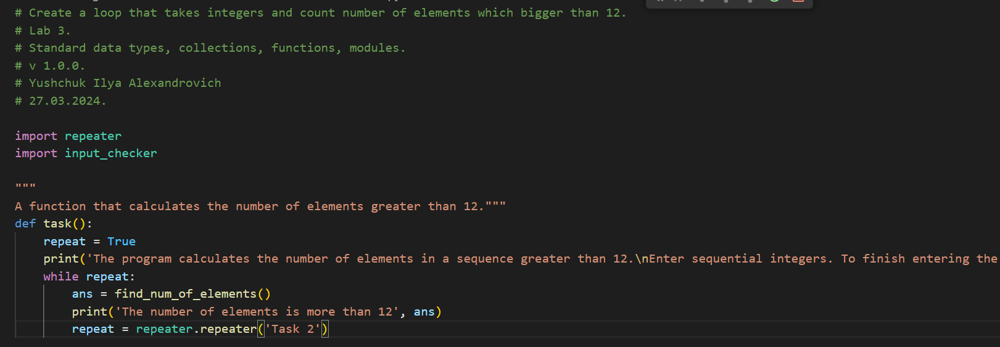 # Create a loop that takes integers and count number of elements which bigger than 12.
# Lab 3.
# Standard data types, collections, functions, modules.
# v 1.0.0.
# Yushchuk Ilya Alexandrovich
# 27.03.2024.
import repeater
import input_checker
"""
A function that calculates the number of elements greater than 12."""
def task():
    repeat = True
    print('The program calculates the number of elements in a sequence greater than 12.\nEnter sequential integers. To finish entering the
    while repeat:
        ans = find_num_of_elements()
        print('The number of elements is more than 12', ans)
        repeat = repeater.repeater('Task 2')